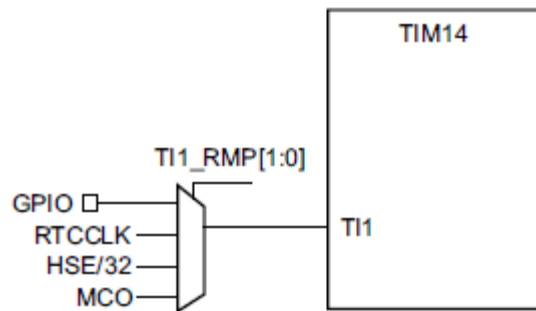 TIM14
TI1_RMP[1:0]
GPIO
RTCCLK
TI1
HSE/32
MCO